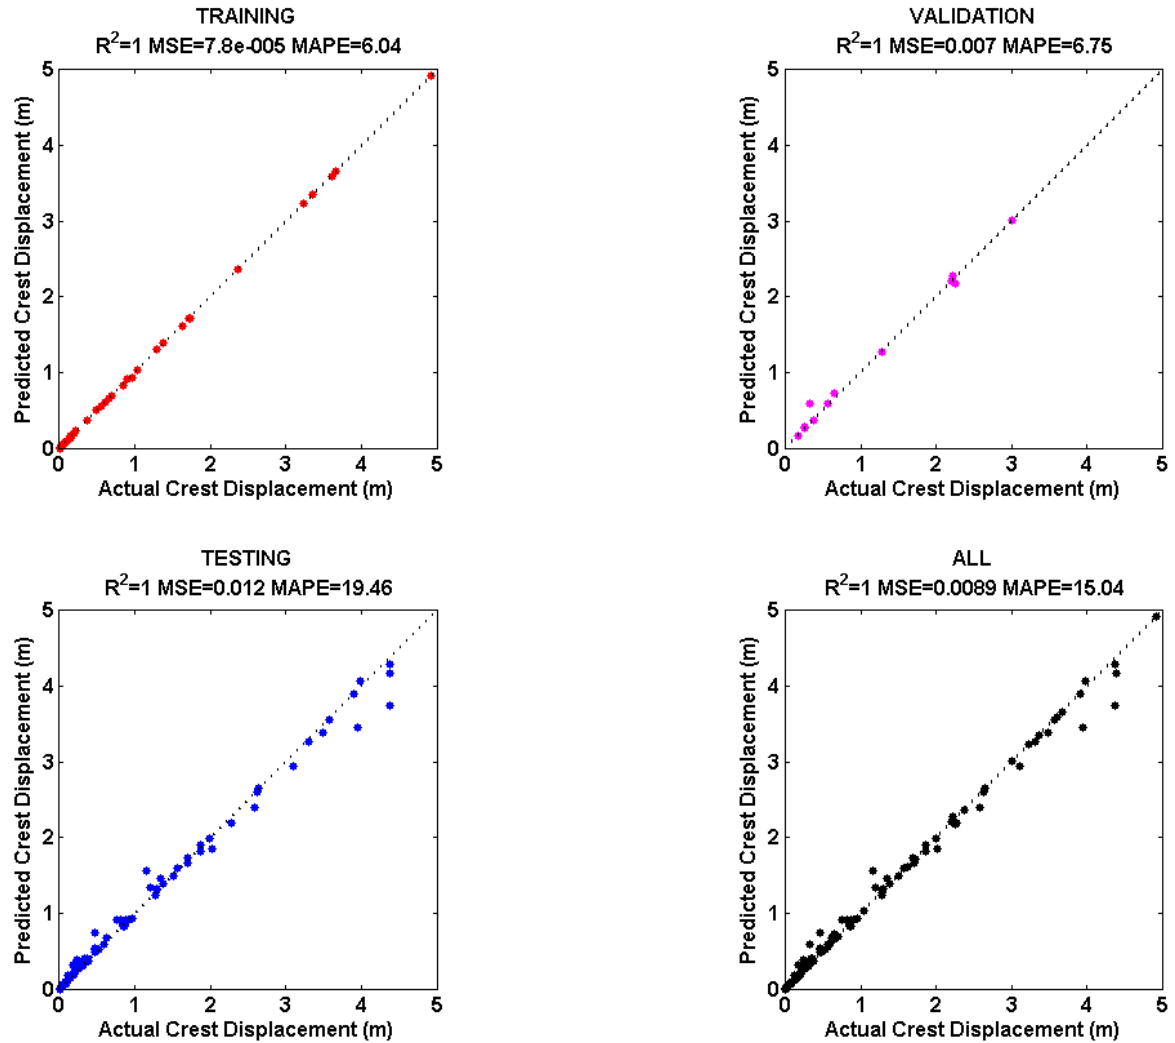 TRAINING
R²=1 MSE=7.8e-005 MAPE=6.04
5
4
3
2
1
0
Predicted Crest Displacement (m)
0 1 2 3 4 5
Actual Crest Displacement (m)
VALIDATION
R²=1 MSE=0.007 MAPE=6.75
5
4
3
2
1
0
Predicted Crest Displacement (m)
0 1 2 3 4 5
Actual Crest Displacement (m)
TESTING
R²=1 MSE=0.012 MAPE=19.46
5
4
3
2
1
0
Predicted Crest Displacement (m)
0 1 2 3 4 5
Actual Crest Displacement (m)
ALL
R²=1 MSE=0.0089 MAPE=15.04
5
4
3
2
1
0
Predicted Crest Displacement (m)
0 1 2 3 4 5
Actual Crest Displacement (m)